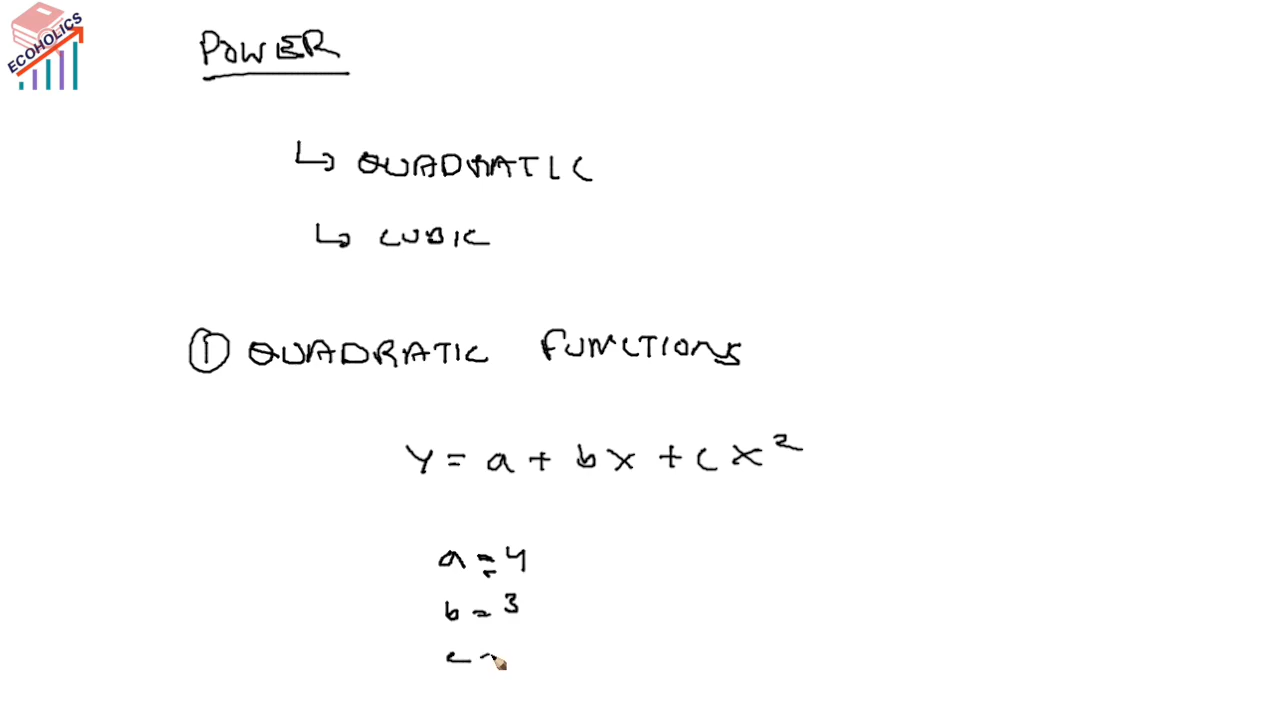 ECOHOLICS
POWER
↳ QUADRATIC
↳ CUBIC
① QUADRATIC FUNCTIONS
Y = a + bx + cx²
a = 4
b = 3
c -